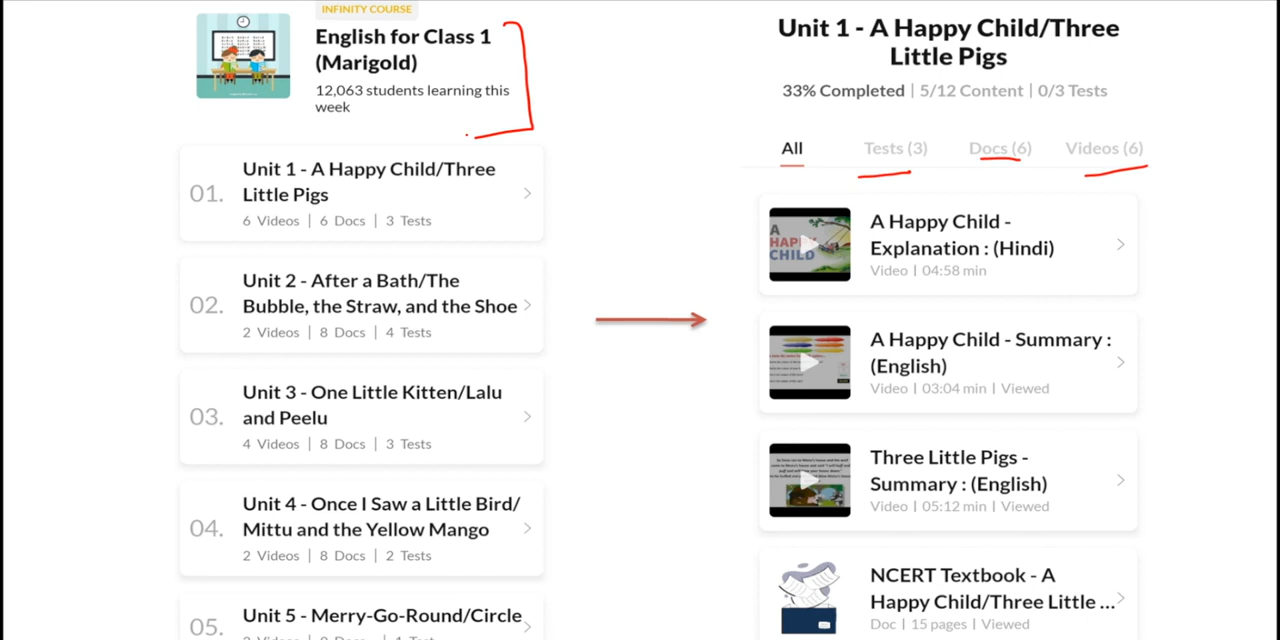 INFINITY COURSE
English for Class 1
(Marigold)
12,063 students learning this
week
01.
Unit 1 - A Happy Child/Three
Little Pigs
6 Videos | 6 Docs | 3 Tests
02.
Unit 2 - After a Bath/The
Bubble, the Straw, and the Shoe
2 Videos | 8 Docs | 4 Tests
03.
Unit 3 - One Little Kitten/Lalu
and Peelu
4 Videos | 8 Docs | 3 Tests
04.
Unit 4 - Once I Saw a Little Bird/
Mittu and the Yellow Mango
2 Videos | 8 Docs | 2 Tests
05.
Unit 5 - Merry-Go-Round/Circle
Unit 1 - A Happy Child/Three
Little Pigs
33% Completed | 5/12 Content | 0/3 Tests
All Tests (3) Docs (6) Videos (6)
A
HAPPY
CHILD
A Happy Child -
Explanation : (Hindi)
Video | 04:58 min
A Happy Child - Summary :
(English)
Video | 03:04 min | Viewed
Three Little Pigs -
Summary : (English)
Video | 05:12 min | Viewed
NCERT Textbook - A
Happy Child/Three Little ...
Doc | 15 pages | Viewed